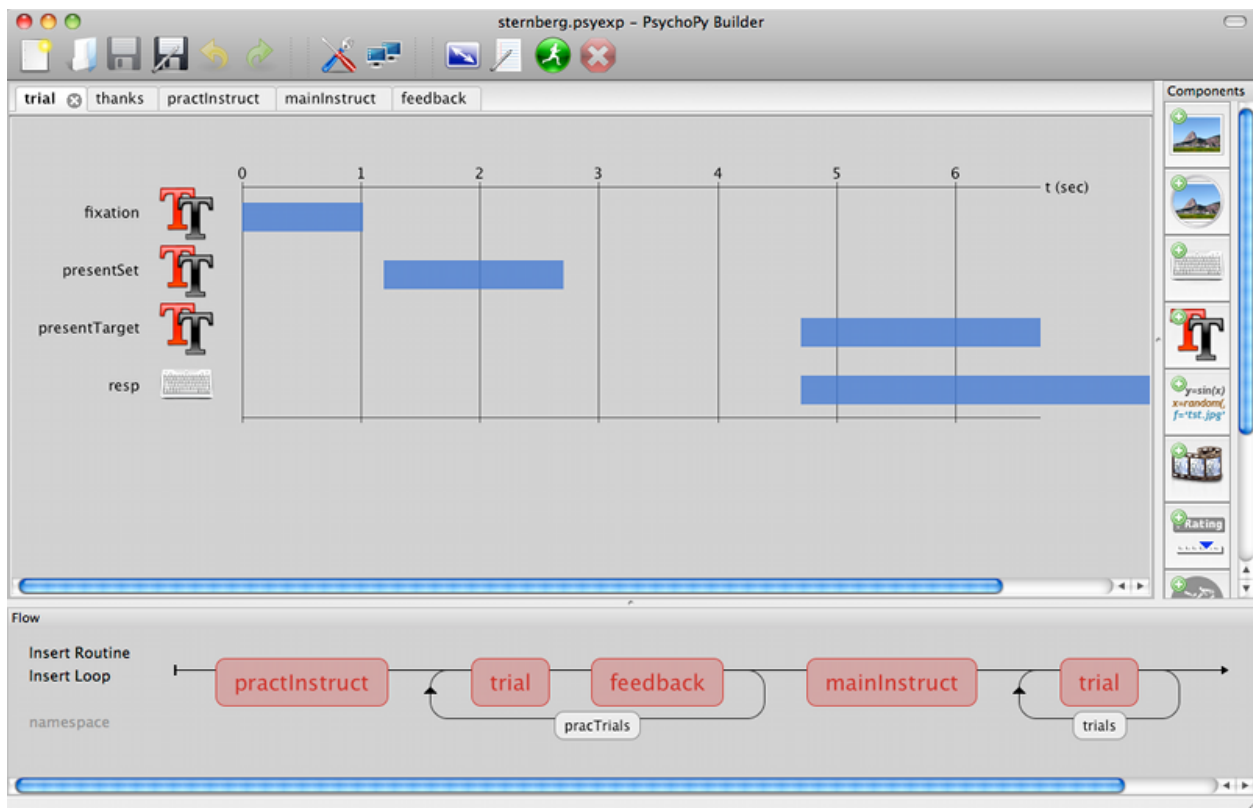 sternberg.psyexp – PsychoPy Builder
trial thanks practInstruct mainInstruct feedback
Components
0 1 2 3 4 5 6
t (sec)
fixation
presentSet
presentTarget
resp
y=sin(x)
x=random(,
f='tst.jpg'
Rating
Flow
Insert Routine
Insert Loop
practInstruct trial feedback mainInstruct trial
namespace
pracTrials trials